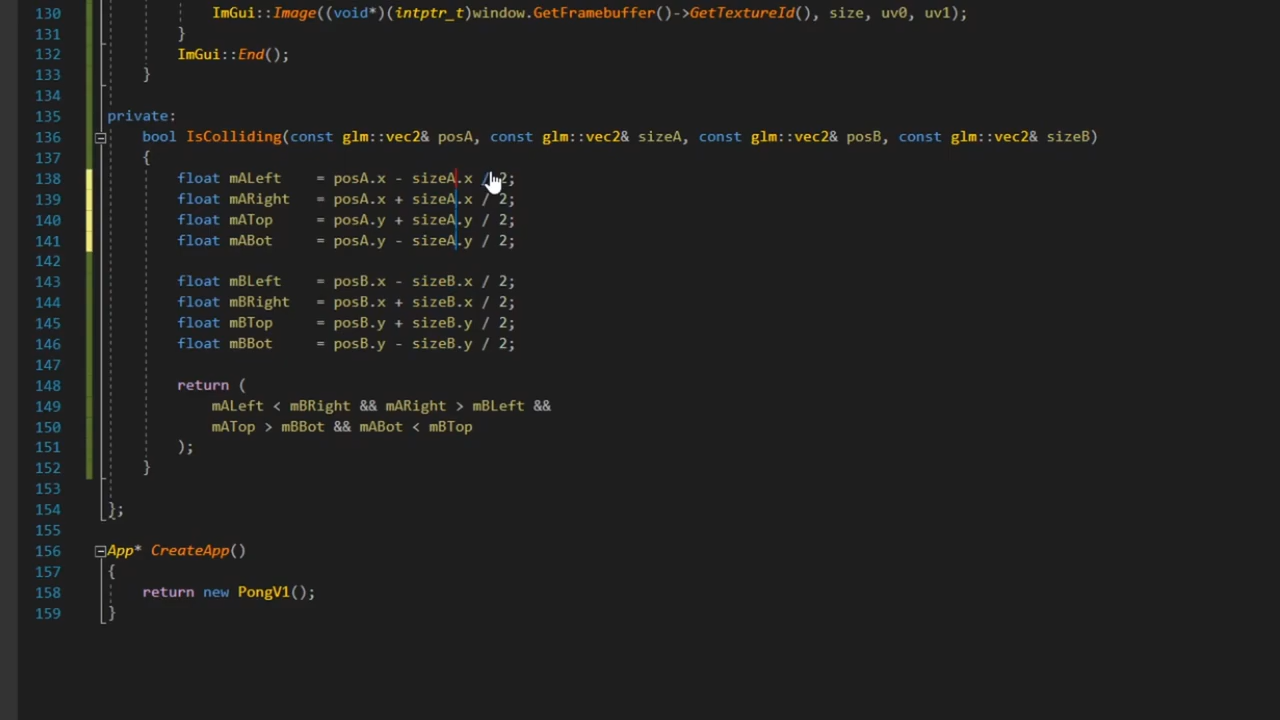 130 ImGui::Image((void*)(intptr_t)window.GetFramebuffer()->GetTextureId(), size, uv0, uv1);
131 }
132 ImGui::End();
133 }
134
135 private:
136 bool IsColliding(const glm::vec2& posA, const glm::vec2& sizeA, const glm::vec2& posB, const glm::vec2& sizeB)
137 {
138 float mALeft = posA.x - sizeA.x / 2;
139 float mARight = posA.x + sizeA.x / 2;
140 float mATop = posA.y + sizeA.y / 2;
141 float mABot = posA.y - sizeA.y / 2;
142
143 float mBLeft = posB.x - sizeB.x / 2;
144 float mBRight = posB.x + sizeB.x / 2;
145 float mBTop = posB.y + sizeB.y / 2;
146 float mBBot = posB.y - sizeB.y / 2;
147
148 return (
149 mALeft < mBRight && mARight > mBLeft &&
150 mATop > mBBot && mABot < mBTop
151 );
152 }
153
154 };
155
156 App* CreateApp()
157 {
158 return new PongV1();
159 }